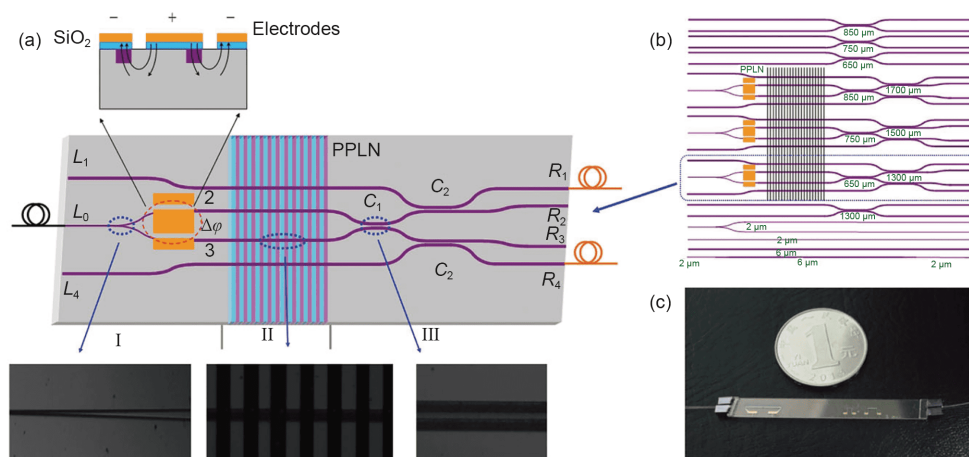 (a)
SiO₂
− + −
Electrodes
PPLN
L₁
L₀
L₄
2
Δφ
3
C₁
C₂
C₂
R₁
R₂
R₃
R₄
I
II
III
(b)
850 μm
750 μm
650 μm
PPLN
1700 μm
850 μm
1500 μm
750 μm
1300 μm
650 μm
1300 μm
2 μm
2 μm
6 μm
2 μm
6 μm
2 μm
(c)
1
元